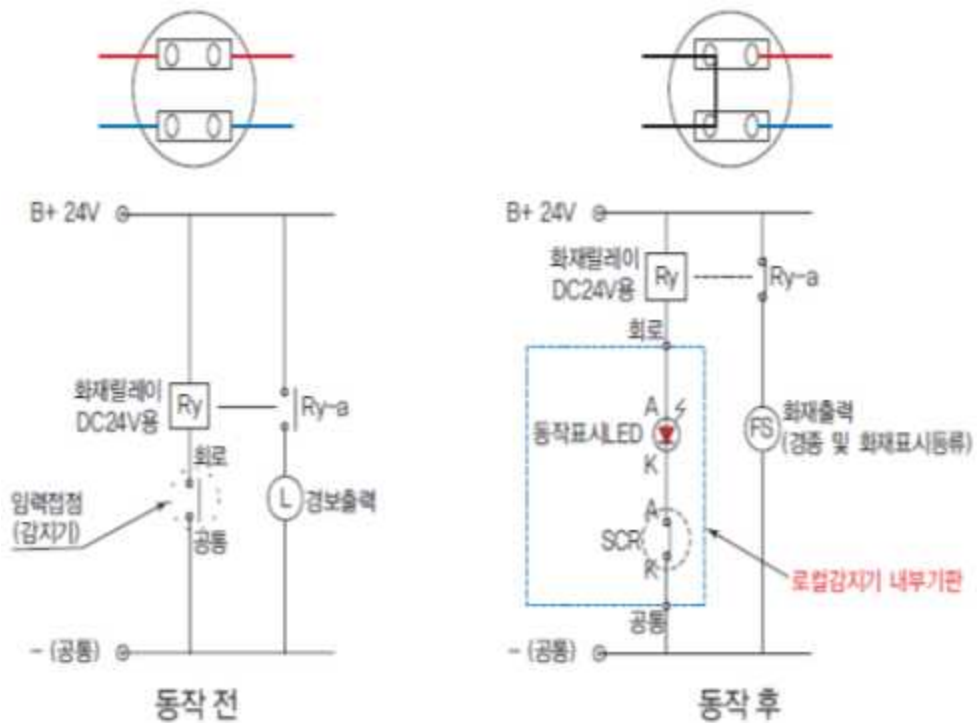 B+ 24V
화재릴레이
DC24V용
Ry
Ry-a
회로
입력접점
(감지기)
공통
L
경보출력
- (공통)
동작 전
B+ 24V
화재릴레이
DC24V용
Ry
Ry-a
회로
A
동작표시LED
K
FS
화재출력
(경종 및 화재표시등류)
A
SCR
K
로컬감지기 내부기판
공통
- (공통)
동작 후